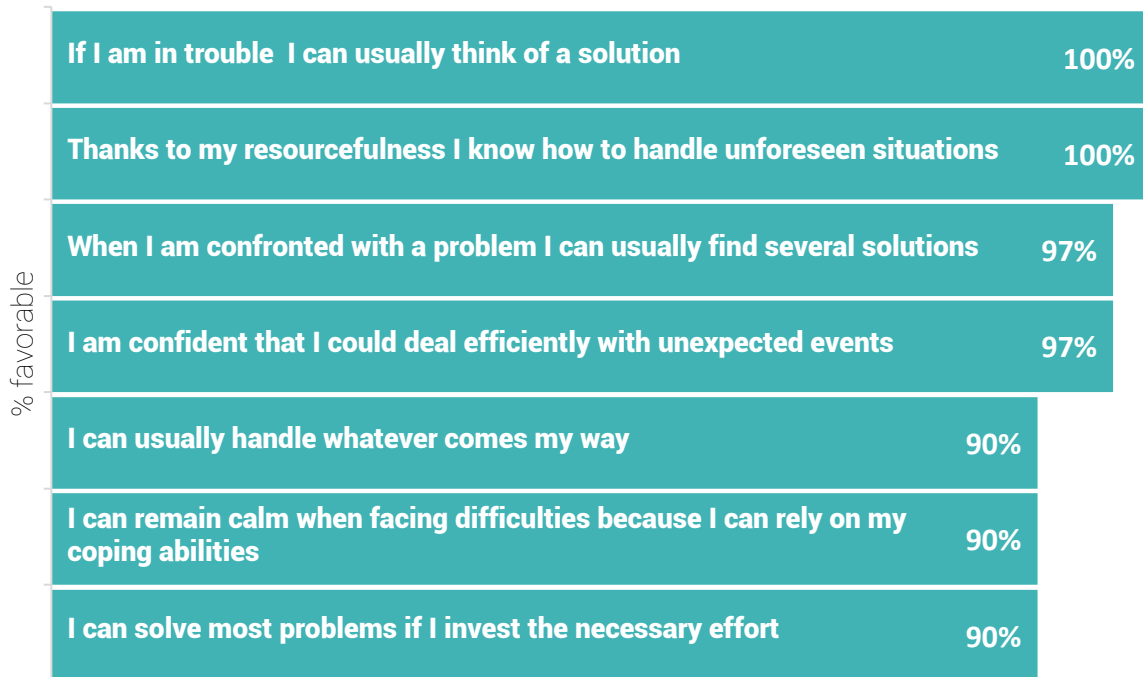 % favorable
If I am in trouble  I can usually think of a solution
100%
Thanks to my resourcefulness I know how to handle unforeseen situations
100%
When I am confronted with a problem I can usually find several solutions
97%
I am confident that I could deal efficiently with unexpected events
97%
I can usually handle whatever comes my way
90%
I can remain calm when facing difficulties because I can rely on my
coping abilities
90%
I can solve most problems if I invest the necessary effort
90%